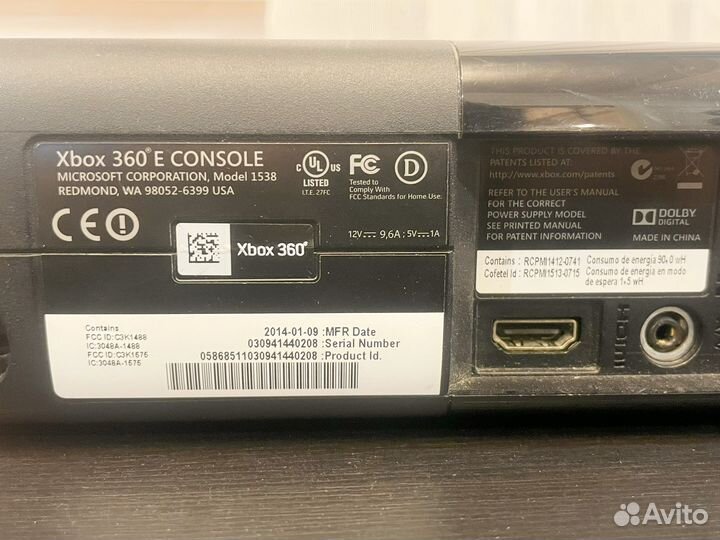 Xbox 360 E CONSOLE
MICROSOFT CORPORATION, Model 1538
REDMOND, WA 98052-6399 USA
CE
C UL US
LISTED
I.T.E. 27FC
FC
Tested to
Comply With
FCC Standards for Home Use
D
12V 9,6A ; 5V 1A
Xbox 360
Contains
FCC ID:C3K1488
IC:3048A-1488
FCC ID:C3K1575
IC:3048A-1575
2014-01-09 :MFR Date
030941440208 :Serial Number
05868511030941440208 :Product Id.
THIS PRODUCT IS COVERED BY THE
PATENTS LISTED AT:
http://www.xbox.com/patents
REFER TO THE USER'S MANUAL
FOR THE CORRECT
POWER SUPPLY MODEL
SEE PRINTED MANUAL
FOR PATENT INFORMATION
DOLBY
DIGITAL
MADE IN CHINA
Contains : RCPMI1412-0741 Consumo de energía 90.0 wH
Cofetel Id : RCPMI1513-0715 Consumo de energía en modo
de espera 1.5 wH
HDMI
Avito